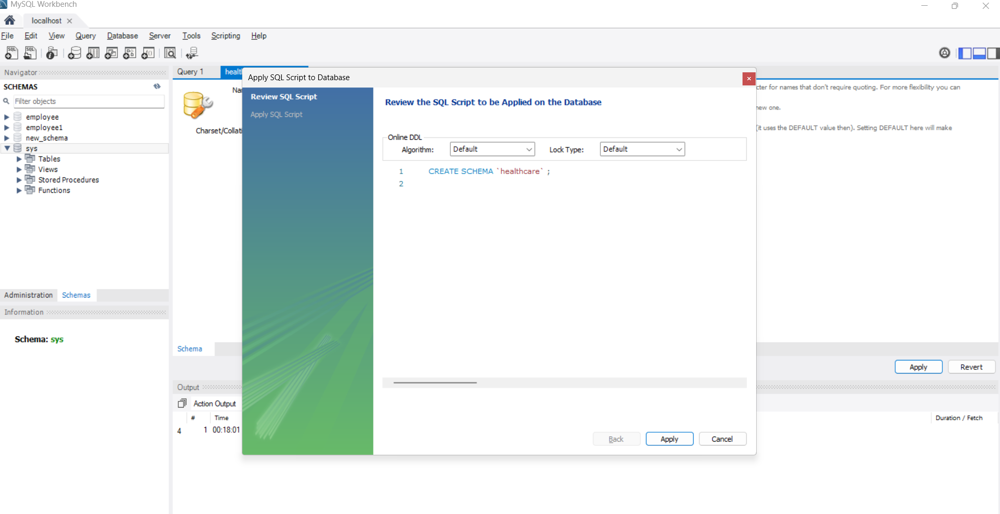 MySQL Workbench
localhost
File Edit View Query Database Server Tools Scripting Help
Navigator
SCHEMAS
Filter objects
employee
employee1
new_schema
sys
Tables
Views
Stored Procedures
Functions
Administration Schemas
Information
Schema: sys
Query 1
Charset/Collati
cter for names that don't require quoting. For more flexibility you can
new one.
(it uses the DEFAULT value then). Setting DEFAULT here will make
Schema
Apply Revert
Output
Action Output
# Time Duration / Fetch
4 1 00:18:01
Apply SQL Script to Database
Review SQL Script
Apply SQL Script
Review the SQL Script to be Applied on the Database
Online DDL
Algorithm: Default Lock Type: Default
1 CREATE SCHEMA `healthcare` ;
2
Back Apply Cancel